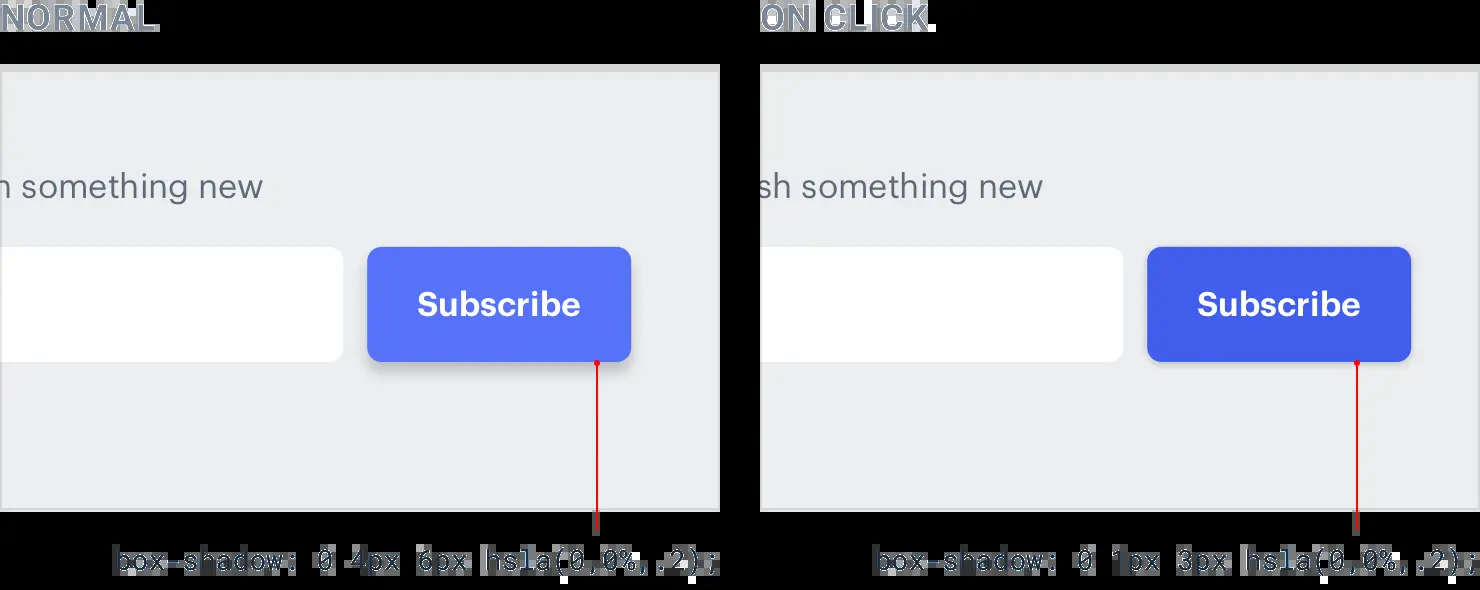 NORMAL
ON CLICK
something new
sh something new
Subscribe
Subscribe
box-shadow: 0 4px 6px hsla(0,0%,.2);
box-shadow: 0 1px 3px hsla(0,0%,.2);